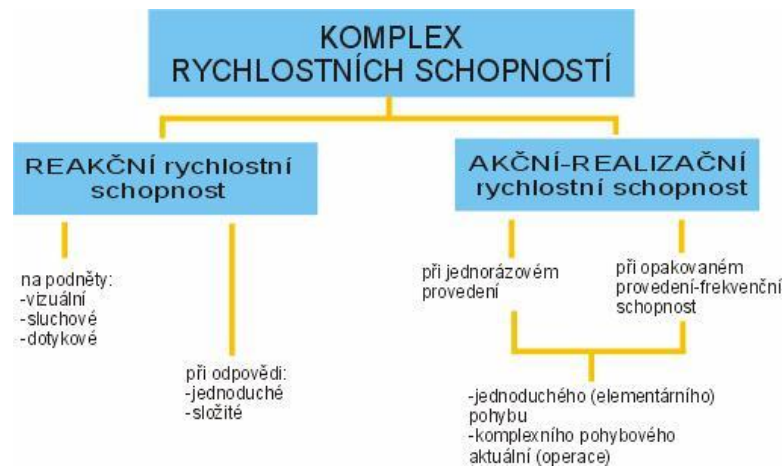 KOMPLEX
RYCHLOSTNÍCH SCHOPNOSTÍ
REAKČNÍ rychlostní
schopnost
AKČNÍ-REALIZAČNÍ
rychlostní schopnost
na podněty:
-vizuální
-sluchové
-dotykové
při odpovědi:
-jednoduché
-složité
při jednorázovém
provedení
při opakovaném
provedení-frekvenční
schopnost
-jednoduchého (elementárního)
pohybu
-komplexního pohybového
aktuální (operace)